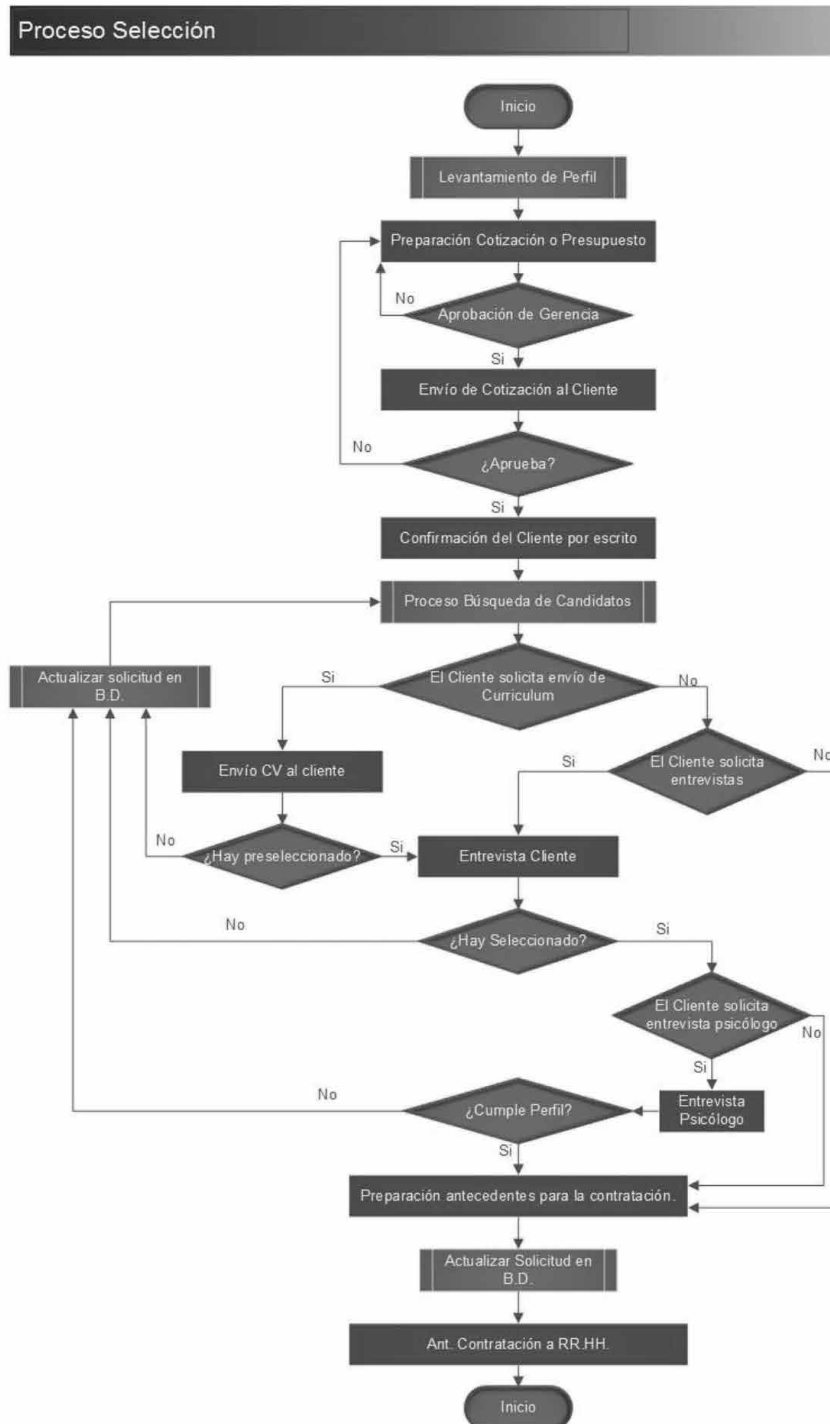 Proceso Selección
Inicio
Levantamiento de Perfil
Preparación Cotización o Presupuesto
No
Aprobación de Gerencia
Si
Envío de Cotización al Cliente
No
¿Aprueba?
Si
Confirmación del Cliente por escrito
Proceso Búsqueda de Candidatos
Actualizar solicitud en
B.D.
Si
El Cliente solicita envío de
Curriculum
No
Envío CV al cliente
Si
El Cliente solicita
entrevistas
No
No
¿Hay preseleccionado?
Si
Entrevista Cliente
No
¿Hay Seleccionado?
Si
El Cliente solicita
entrevista psicólogo
No
Si
No
¿Cumple Perfil?
Entrevista
Psicólogo
Si
Preparación antecedentes para la contratación.
Actualizar Solicitud en
B.D.
Ant. Contratación a RR.HH.
Inicio